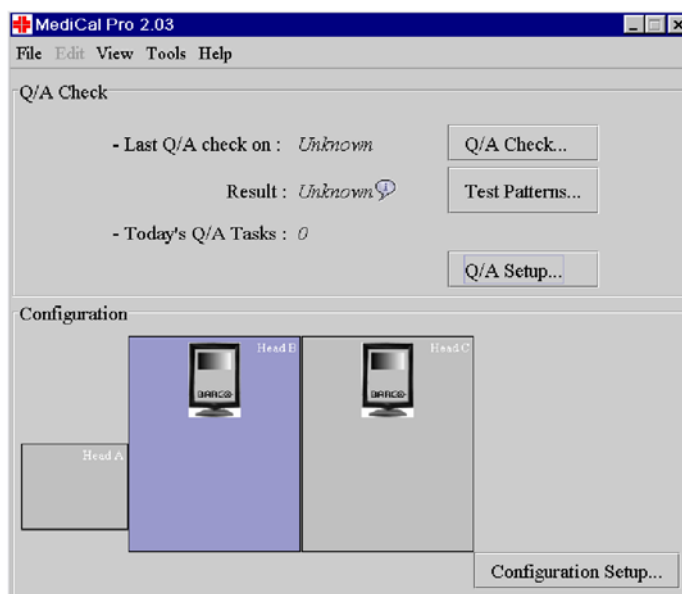 MediCal Pro 2.03
File Edit View Tools Help
Q/A Check
- Last Q/A check on : Unknown
Q/A Check...
Result : Unknown
Test Patterns...
- Today's Q/A Tasks : 0
Q/A Setup...
Configuration
Head B
Head C
BARCO
BARCO
Head A
Configuration Setup...